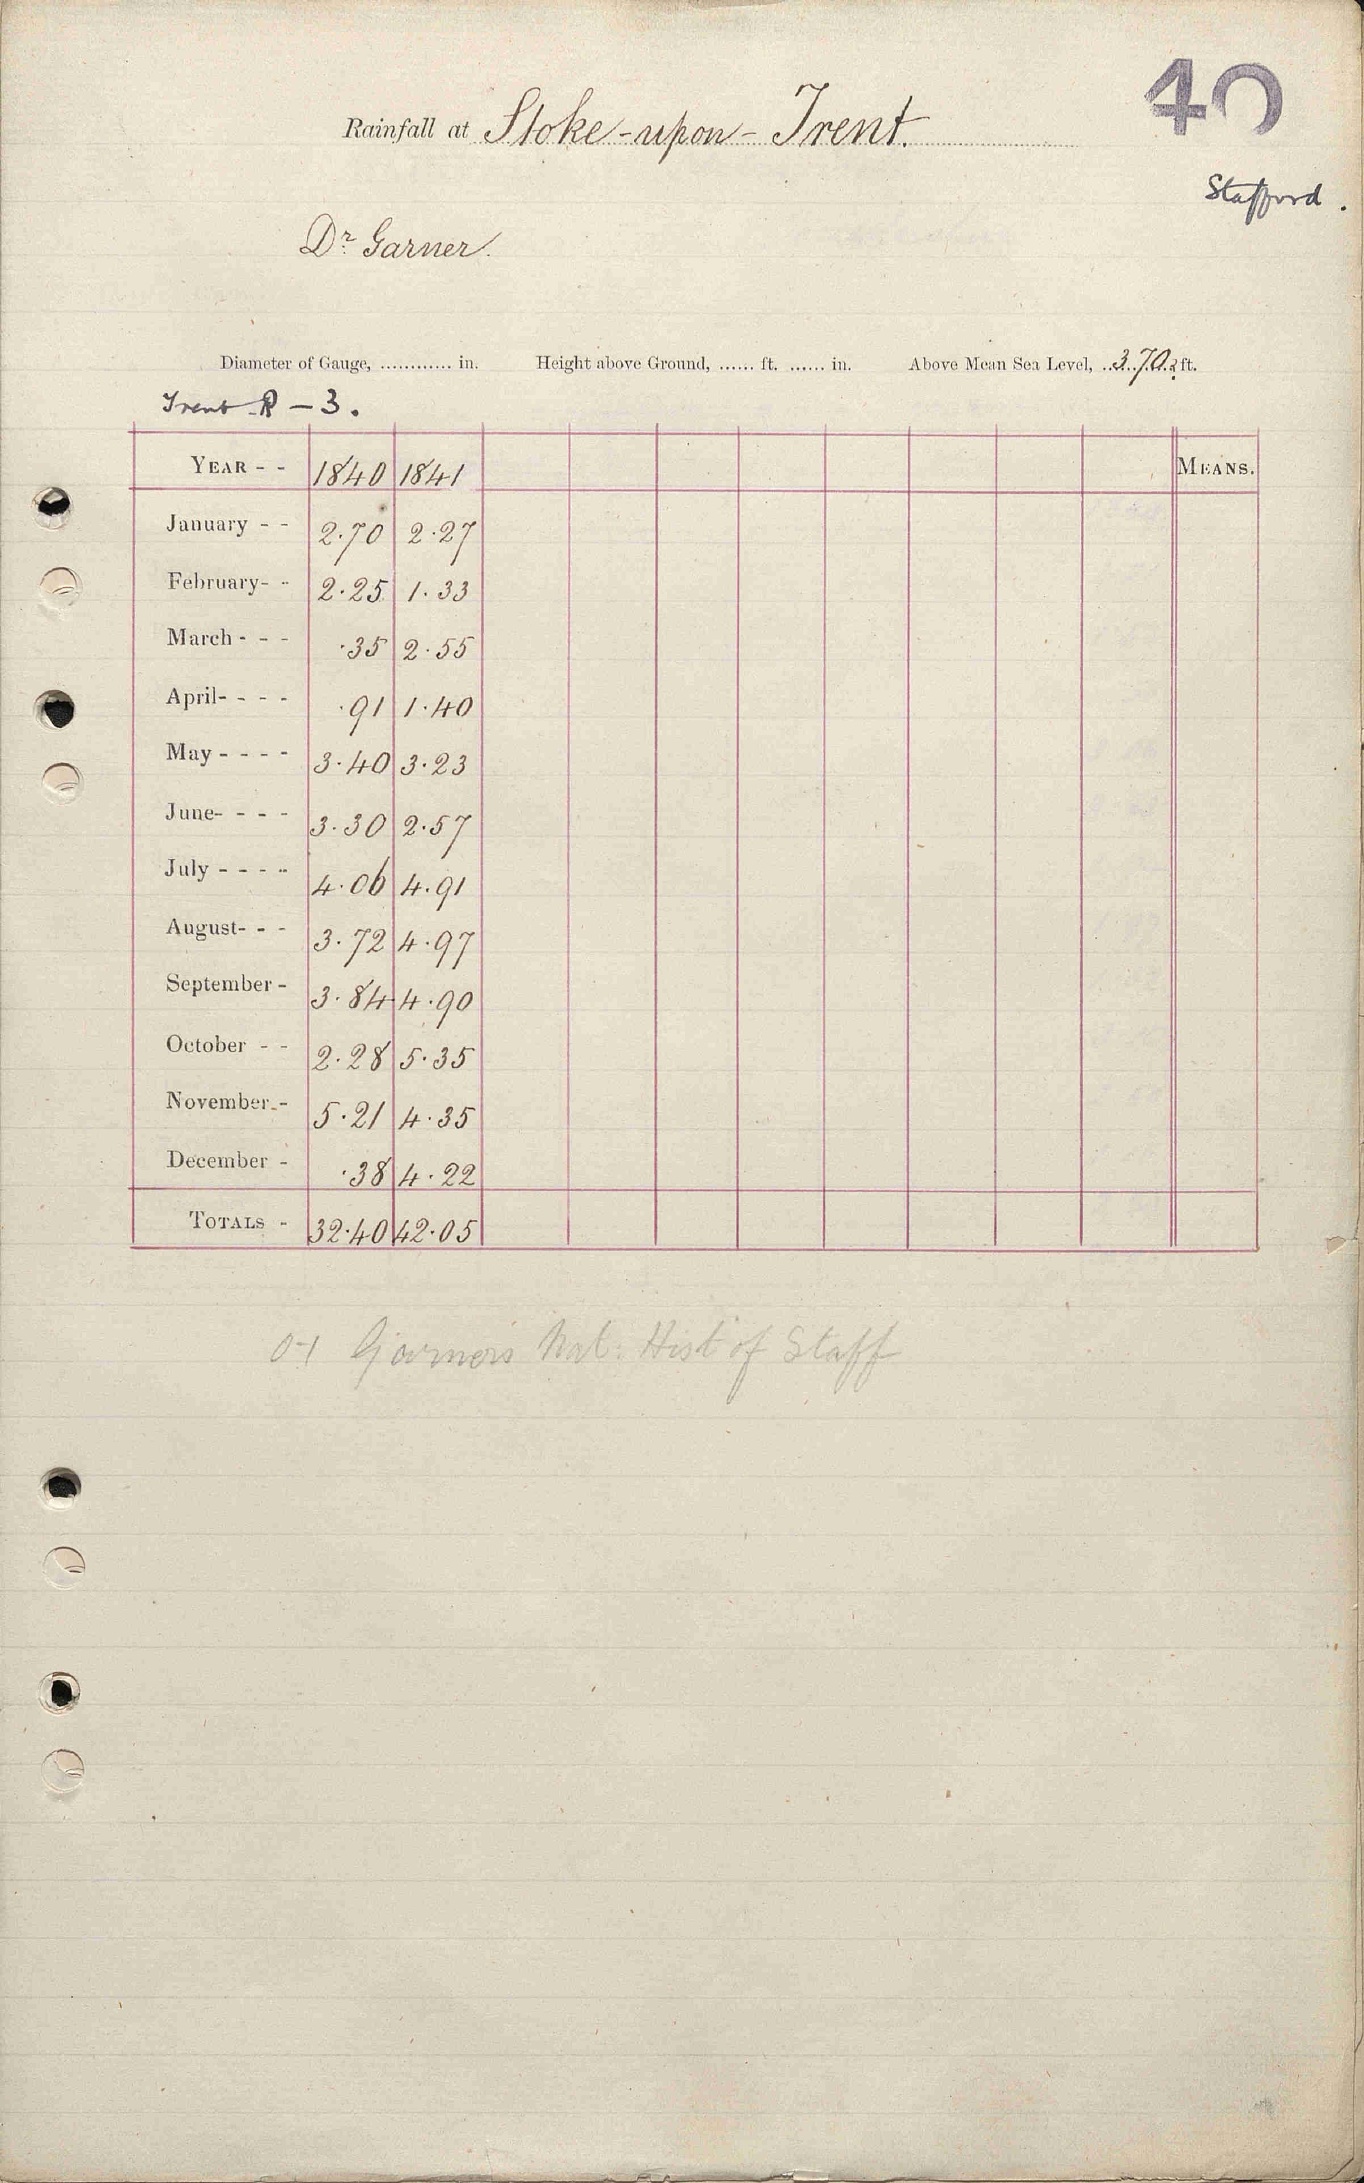 40
Rainfall at Stoke-upon-Trent.
Stafford.
Dr Garner.
Diameter of Gauge, ............ in. Height above Ground, ...... ft. ...... in. Above Mean Sea Level, ..370? ft.
Trent R – 3.
YEAR - - 1840 1841 MEANS.
January - - 2.70 2.27
February- - 2.25 1.33
March - - - .35 2.55
April- - - - .91 1.40
May - - - - 3.40 3.23
June- - - - 3.30 2.57
July - - - - 4.06 4.91
August- - - 3.72 4.97
September - 3.84 4.90
October - - 2.28 5.35
November - 5.21 4.35
December - .38 4.22
TOTALS - 32.40 42.05
0-1 Garners Nat: Hist of Staff